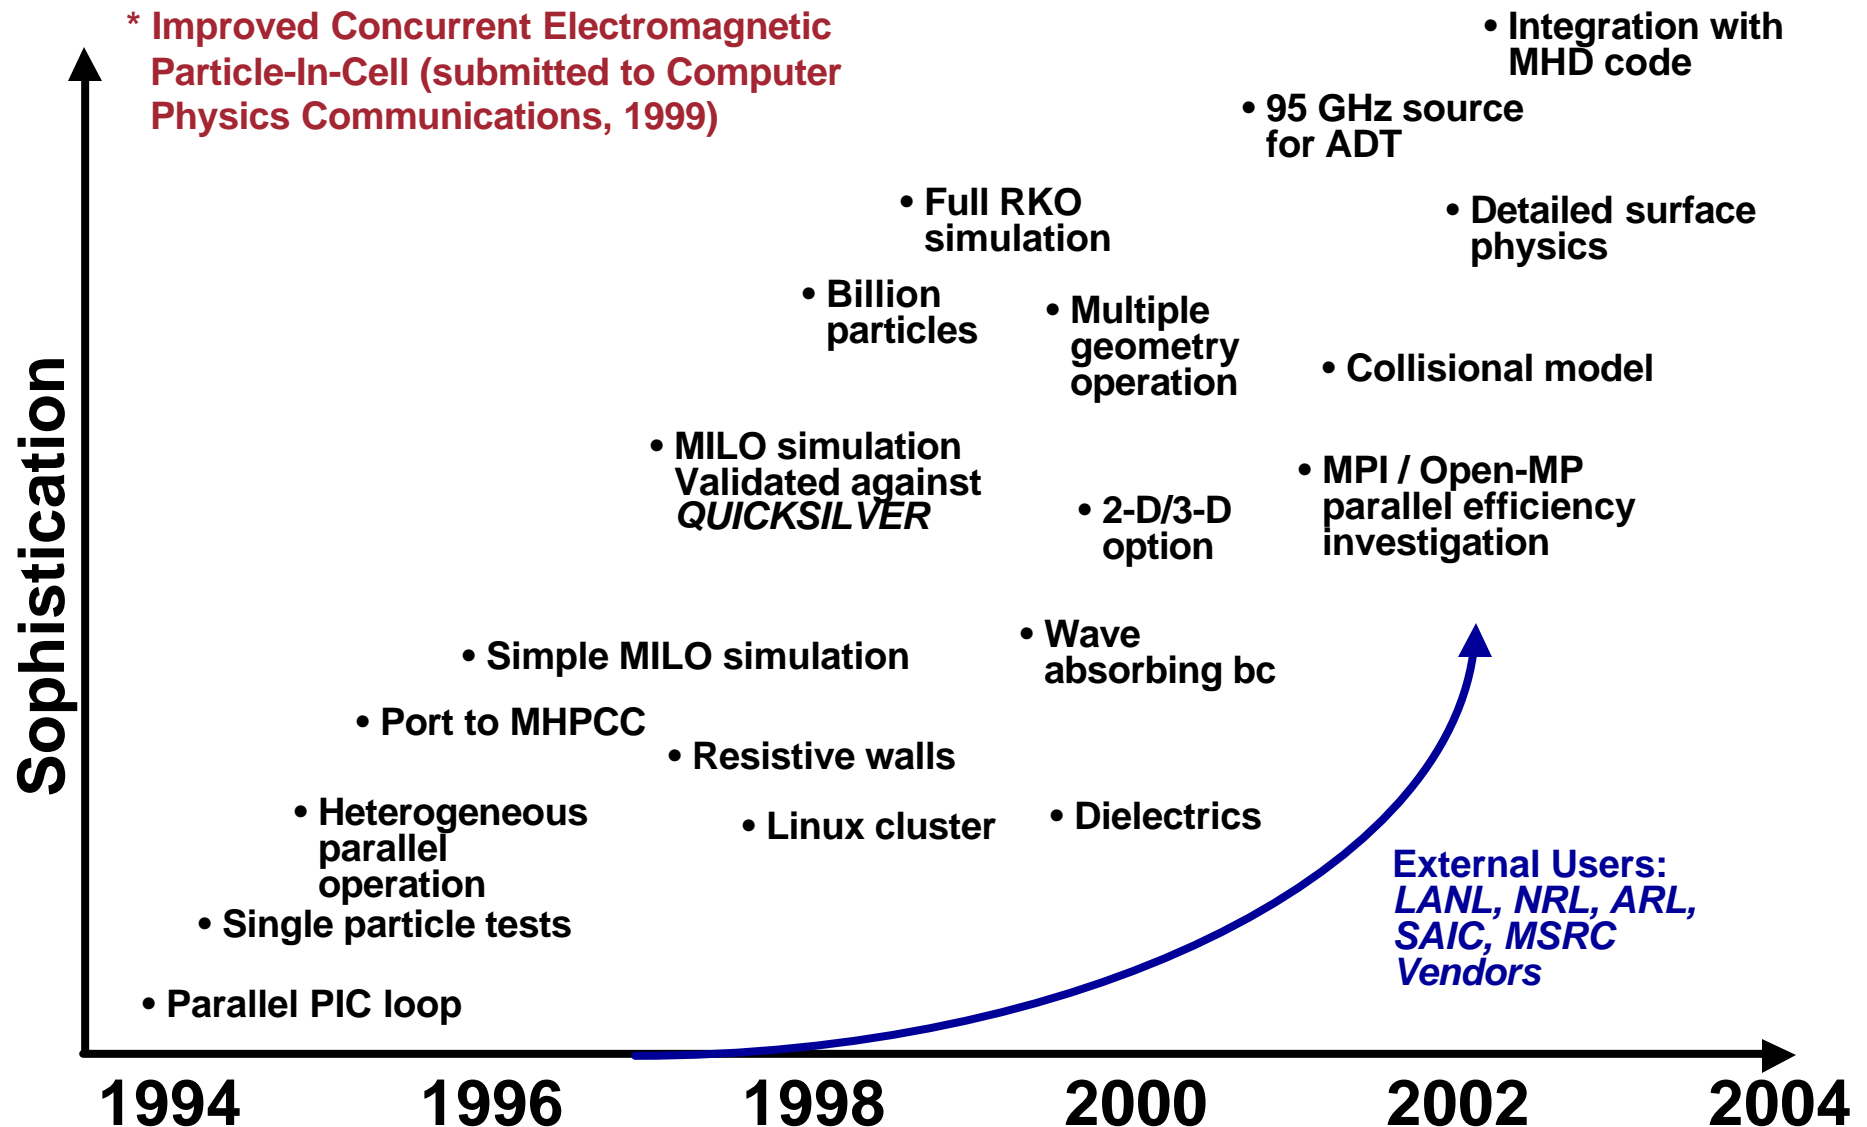 * Improved Concurrent Electromagnetic
Particle-In-Cell (submitted to Computer
Physics Communications, 1999)
• Integration with
MHD code
• 95 GHz source
for ADT
• Full RKO
simulation
• Detailed surface
physics
• Billion
particles
• Multiple
geometry
operation
• Collisional model
• MILO simulation
Validated against
QUICKSILVER
• 2-D/3-D
option
• MPI / Open-MP
parallel efficiency
investigation
• Simple MILO simulation
• Wave
absorbing bc
• Port to MHPCC
• Resistive walls
• Heterogeneous
parallel
operation
• Linux cluster
• Dielectrics
• Single particle tests
• Parallel PIC loop
External Users:
LANL, NRL, ARL,
SAIC, MSRC
Vendors
Sophistication
1994 1996 1998 2000 2002 2004